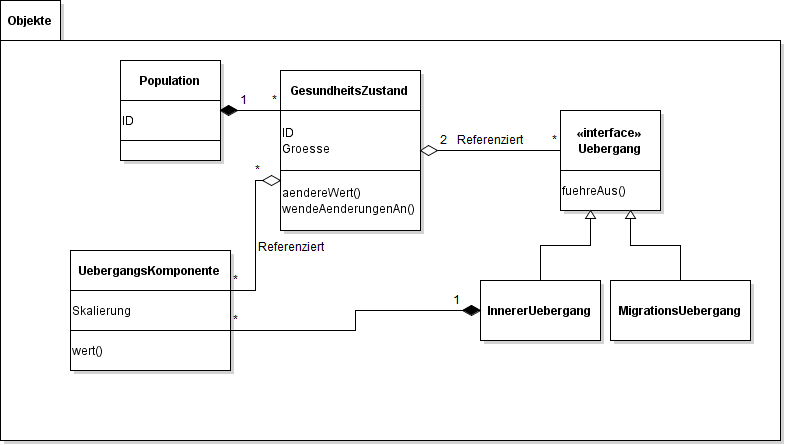 Objekte
Population
ID
1
*
GesundheitsZustand
ID
Groesse
aendereWert()
wendeAenderungenAn()
2 Referenziert *
«interface»
Uebergang
fuehreAus()
*
Referenziert
*
UebergangsKomponente
Skalierung
wert()
*
1
InnererUebergang
MigrationsUebergang